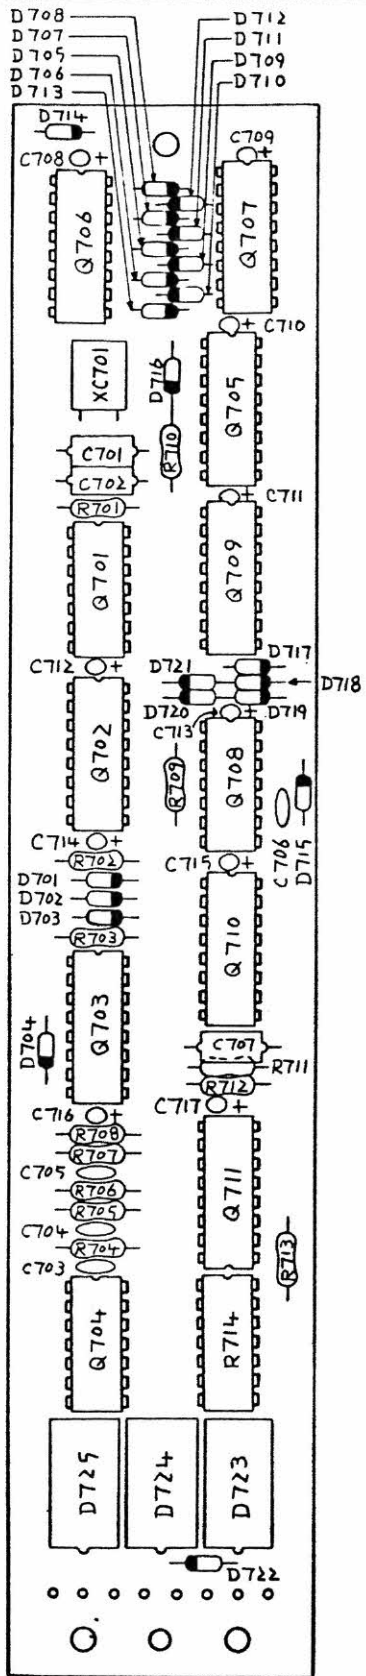 D708
D707
D705
D706
D713
D712
D711
D709
D710
D714
C708 +
C709 +
Q706
Q707
C710 +
XC701
D716
R710
Q705
C701
C702
R701
C711 +
Q701
Q709
C712 +
D721
D717
D718
D720
D719
C713 +
Q702
R709
Q708
C706
D715
C714 +
R702
C715 +
D701
D702
D703
R703
Q710
D704
Q703
C707
R711
R712
C716 +
C717 +
R708
R707
C705
R706
R705
C704
R704
C703
Q711
R713
Q704
R714
D725
D724
D723
D722